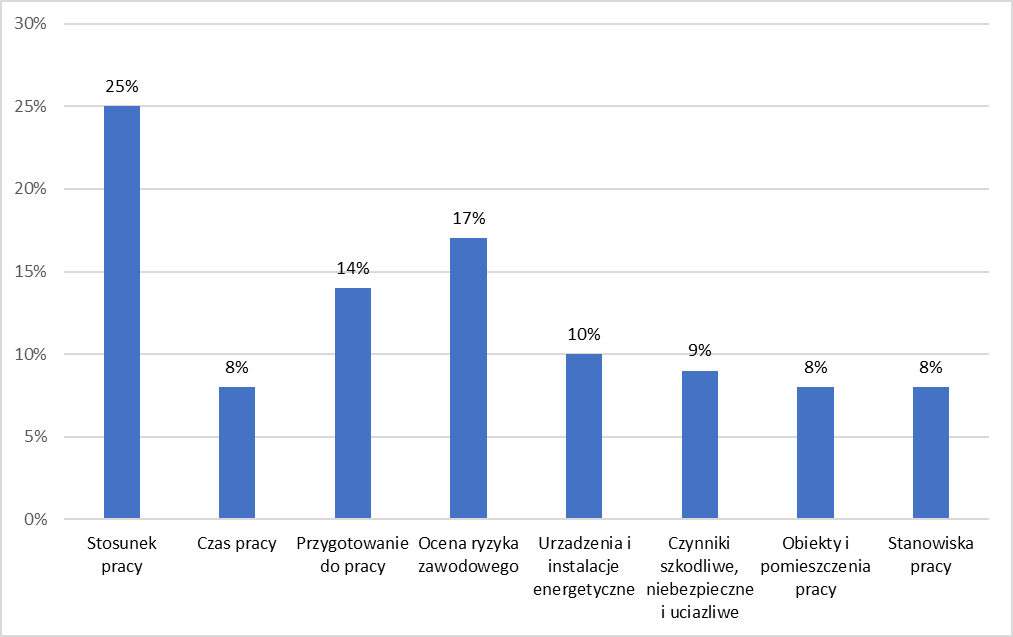 30%
25%
20%
15%
10%
5%
0%
25%
8%
14%
17%
10%
9%
8%
8%
Stosunek
pracy
Czas pracy
Przygotowanie
do pracy
Ocena ryzyka
zawodowego
Urzadzenia i
instalacje
energetyczne
Czynniki
szkodliwe,
niebezpieczne
i uciazliwe
Obiekty i
pomieszczenia
pracy
Stanowiska
pracy